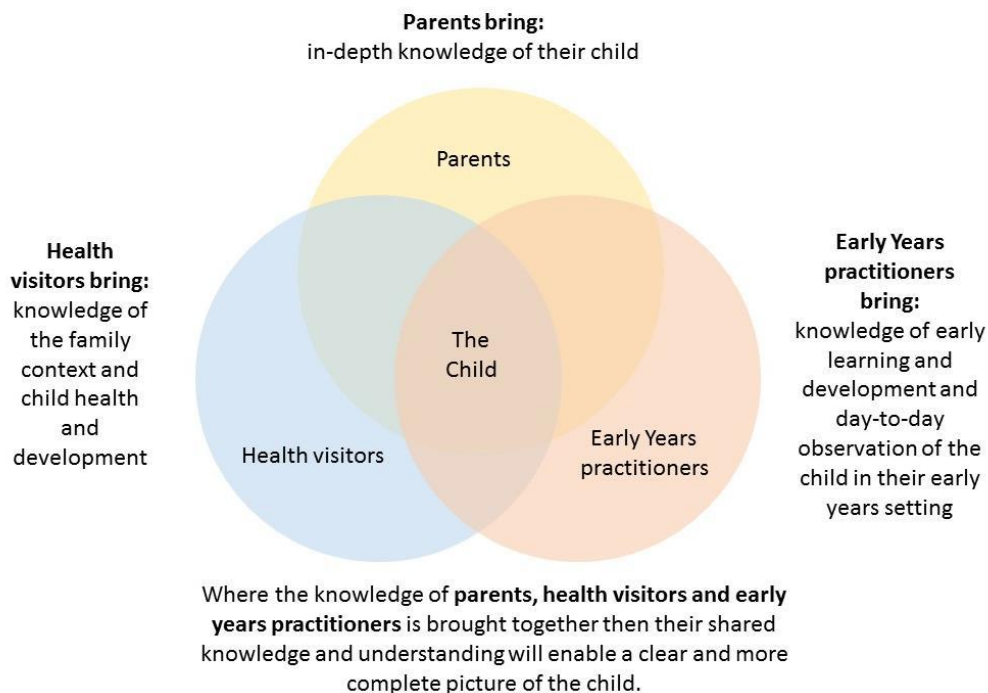 Parents bring:
in-depth knowledge of their child
Parents
Health
visitors bring:
knowledge of
the family
context and
child health
and
development
The
Child
Health visitors
Early Years
practitioners
Early Years
practitioners
bring:
knowledge of early
learning and
development and
day-to-day
observation of the
child in their early
years setting
Where the knowledge of parents, health visitors and early
years practitioners is brought together then their shared
knowledge and understanding will enable a clear and more
complete picture of the child.